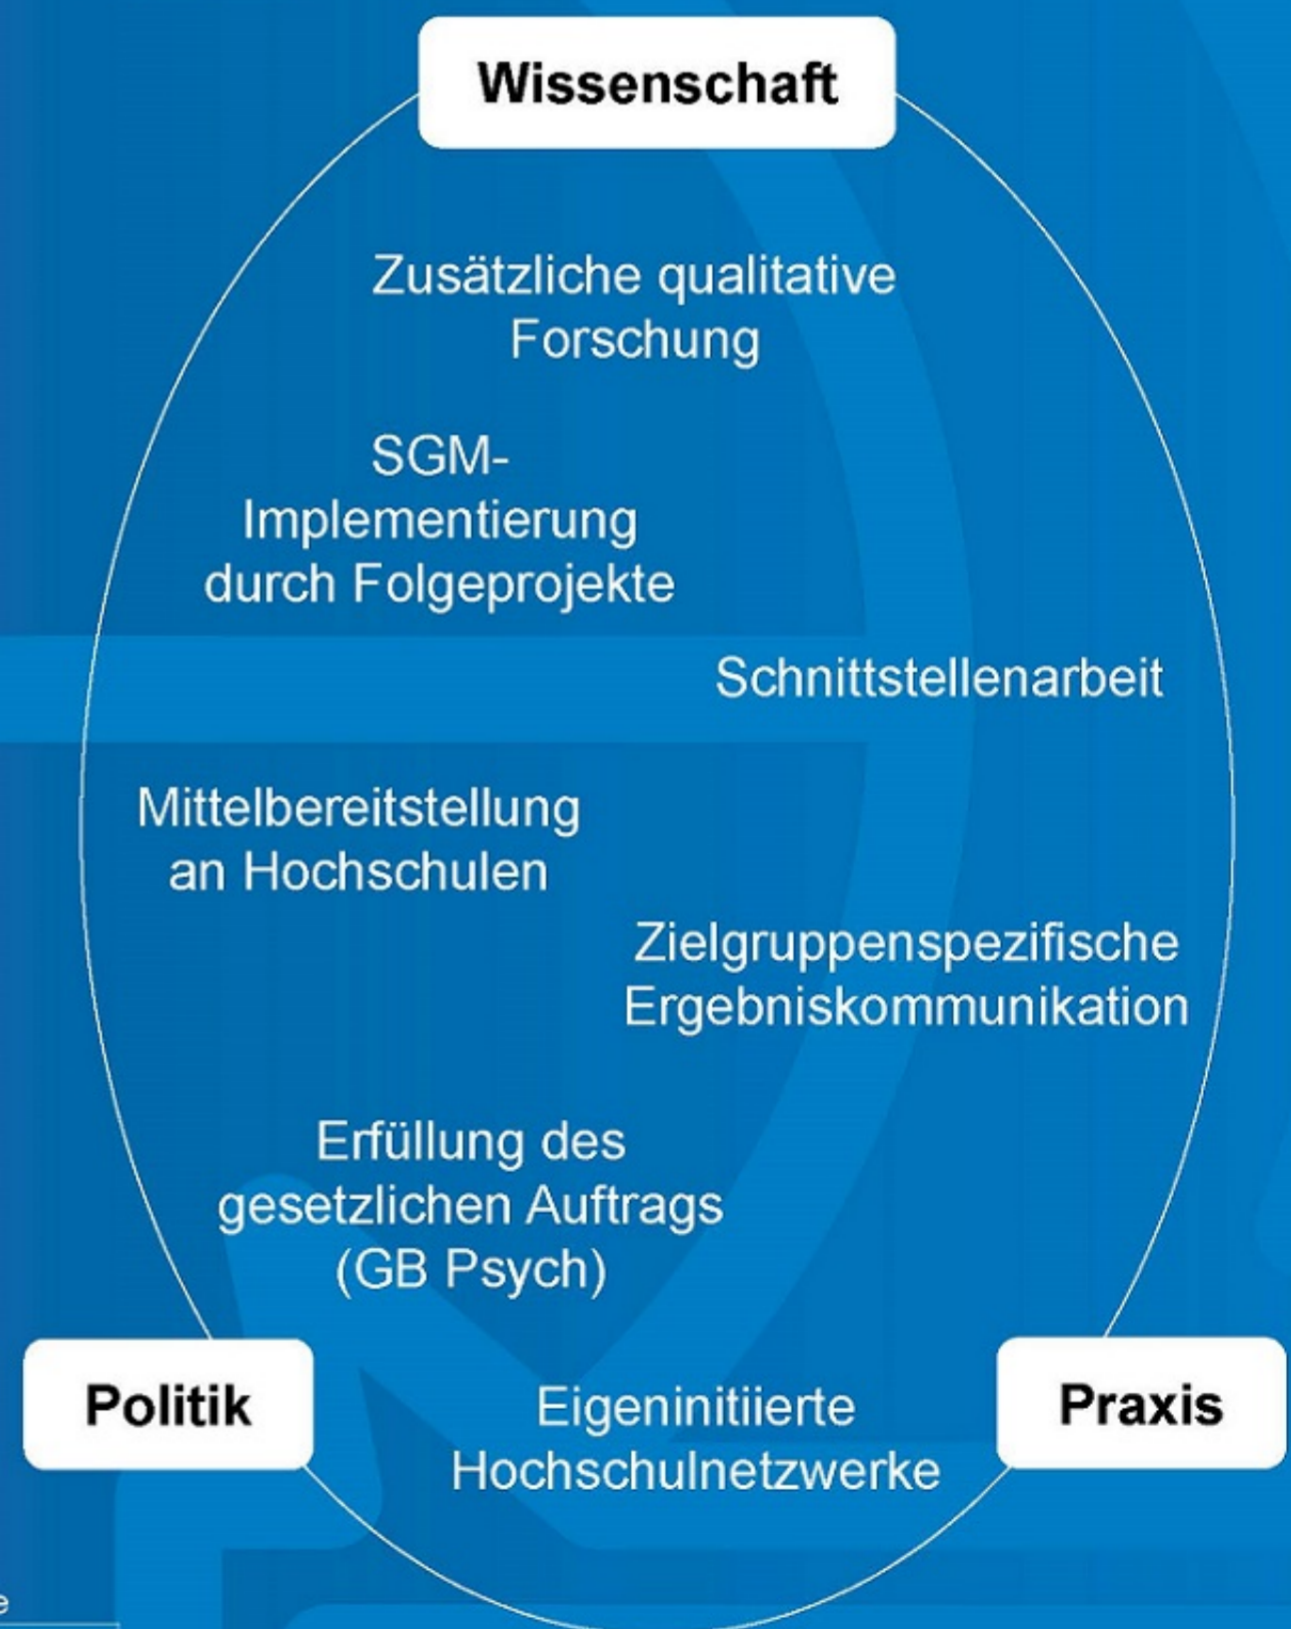 Wissenschaft
Zusätzliche qualitative
Forschung
SGM-
Implementierung
durch Folgeprojekte
Schnittstellenarbeit
Mittelbereitstellung
an Hochschulen
Zielgruppenspezifische
Ergebniskommunikation
Erfüllung des
gesetzlichen Auftrags
(GB Psych)
Politik
Praxis
Eigeninitiierte
Hochschulnetzwerke
e